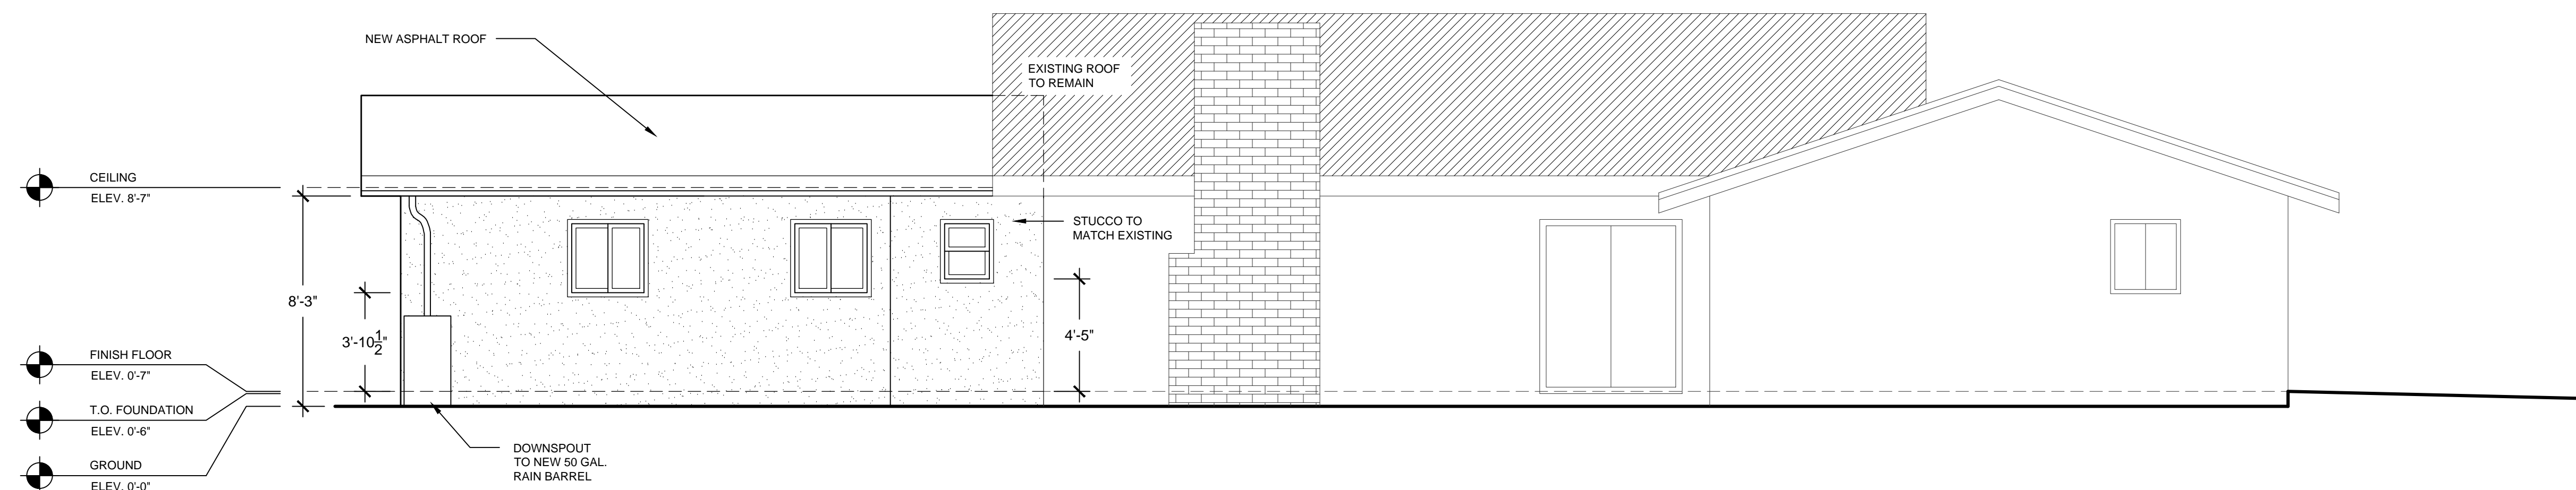 NEW ASPHALT ROOF
EXISTING ROOF
TO REMAIN
CEILING
ELEV. 8'-7"
STUCCO TO
MATCH EXISTING
8'-3"
3'-10 1/2"
4'-5"
FINISH FLOOR
ELEV. 0'-7"
T.O. FOUNDATION
ELEV. 0'-6"
DOWNSPOUT
TO NEW 50 GAL.
RAIN BARREL
GROUND
ELEV. 0'-0"